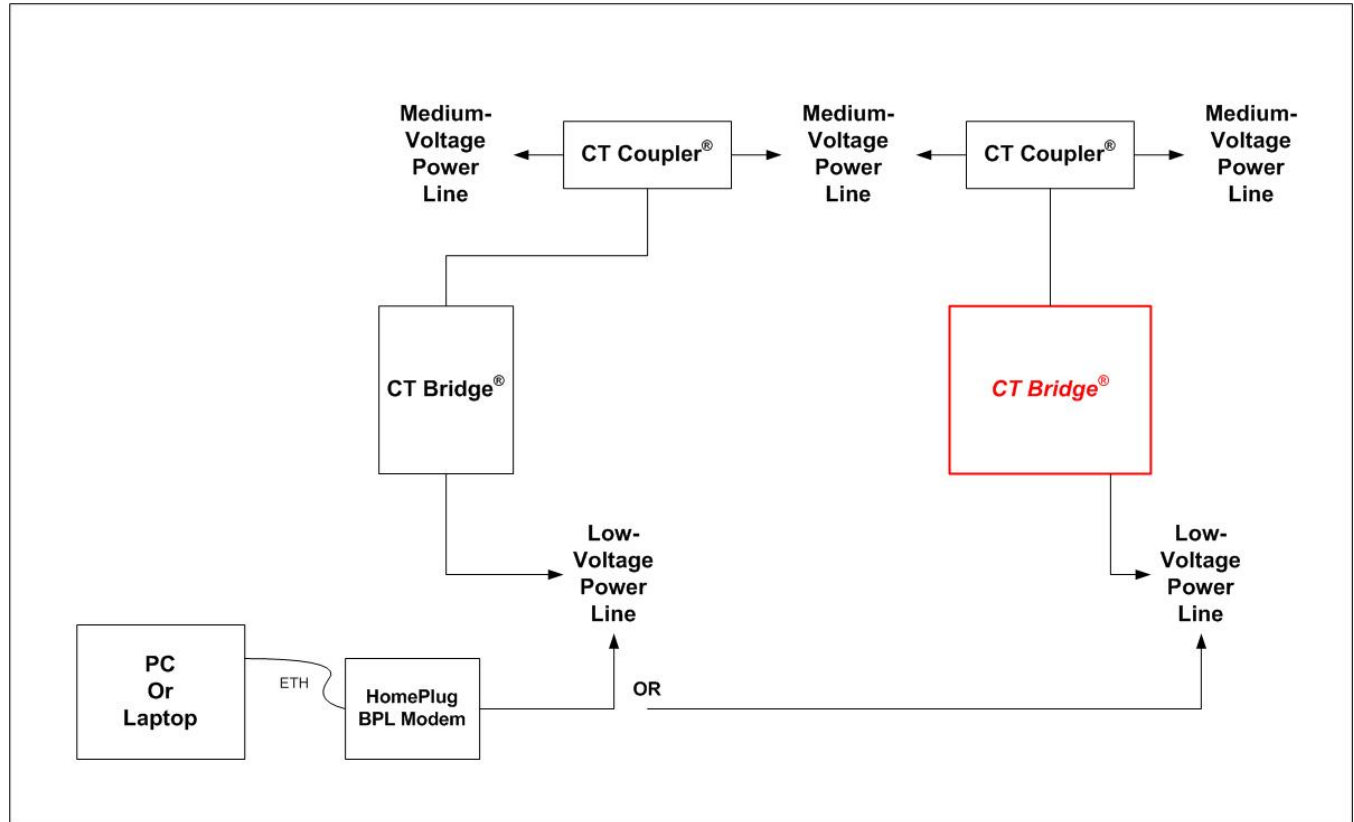 Medium-
Voltage
Power
Line
CT Coupler®
Medium-
Voltage
Power
Line
CT Coupler®
Medium-
Voltage
Power
Line
CT Bridge®
CT Bridge®
Low-
Voltage
Power
Line
Low-
Voltage
Power
Line
PC
Or
Laptop
ETH
HomePlug
BPL Modem
OR